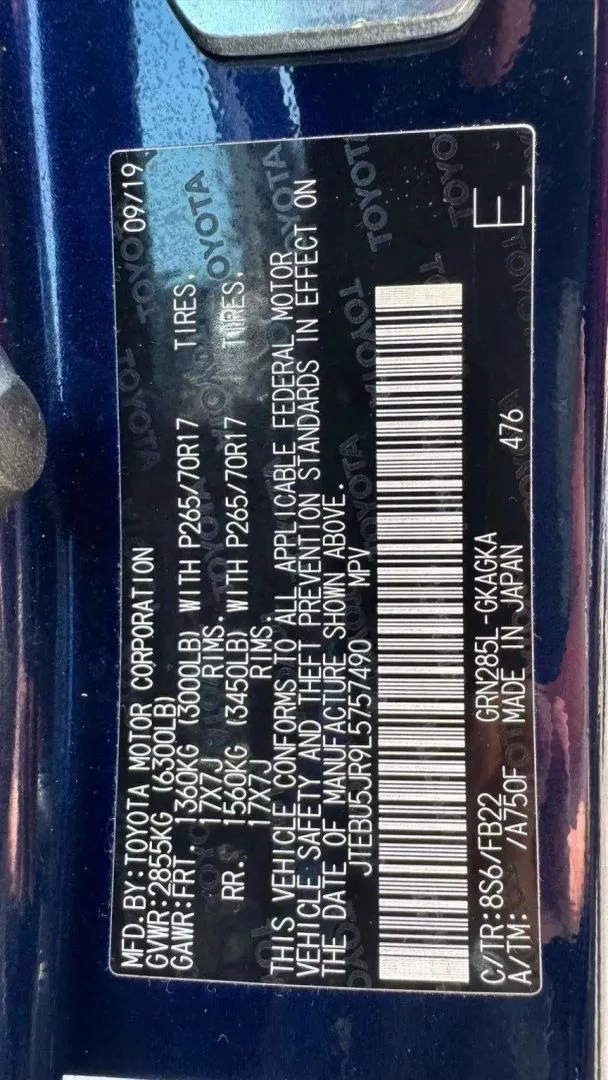 MFD.BY:TOYOTA MOTOR CORPORATION 09/19
GVWR:2855KG (6300LB)
GAWR:FRT. 1360KG (3000LB) WITH P265/70R17 TIRES,
17X7J RIMS.
RR. 1560KG (3450LB) WITH P265/70R17 TIRES,
17X7J RIMS.
THIS VEHICLE CONFORMS TO ALL APPLICABLE FEDERAL MOTOR
VEHICLE SAFETY AND THEFT PREVENTION STANDARDS IN EFFECT ON
THE DATE OF MANUFACTURE SHOWN ABOVE.
JTEBU5JR9L5757490 MPV
C/TR:8S6/FB22 GRN285L-GKAGKA 476
A/TM: /A750F MADE IN JAPAN
E